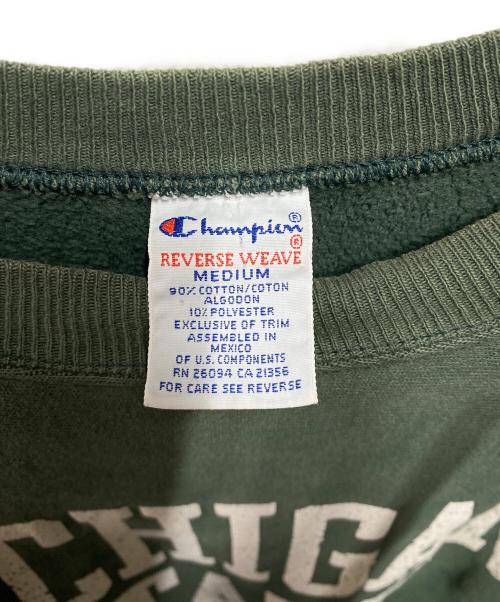 Champion®
®
REVERSE WEAVE
MEDIUM
90% COTTON/COTON
ALGODON
10% POLYESTER
EXCLUSIVE OF TRIM
ASSEMBLED IN
MEXICO
OF U.S. COMPONENTS
RN 26094 CA 21356
FOR CARE SEE REVERSE
CHIGA